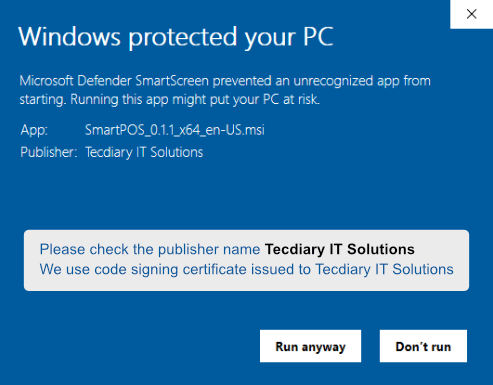 Windows protected your PC
Microsoft Defender SmartScreen prevented an unrecognized app from
starting. Running this app might put your PC at risk.
App: SmartPOS_0.1.1_x64_en-US.msi
Publisher: Tecdiary IT Solutions
Please check the publisher name Tecdiary IT Solutions
We use code signing certificate issued to Tecdiary IT Solutions
Run anyway Don't run